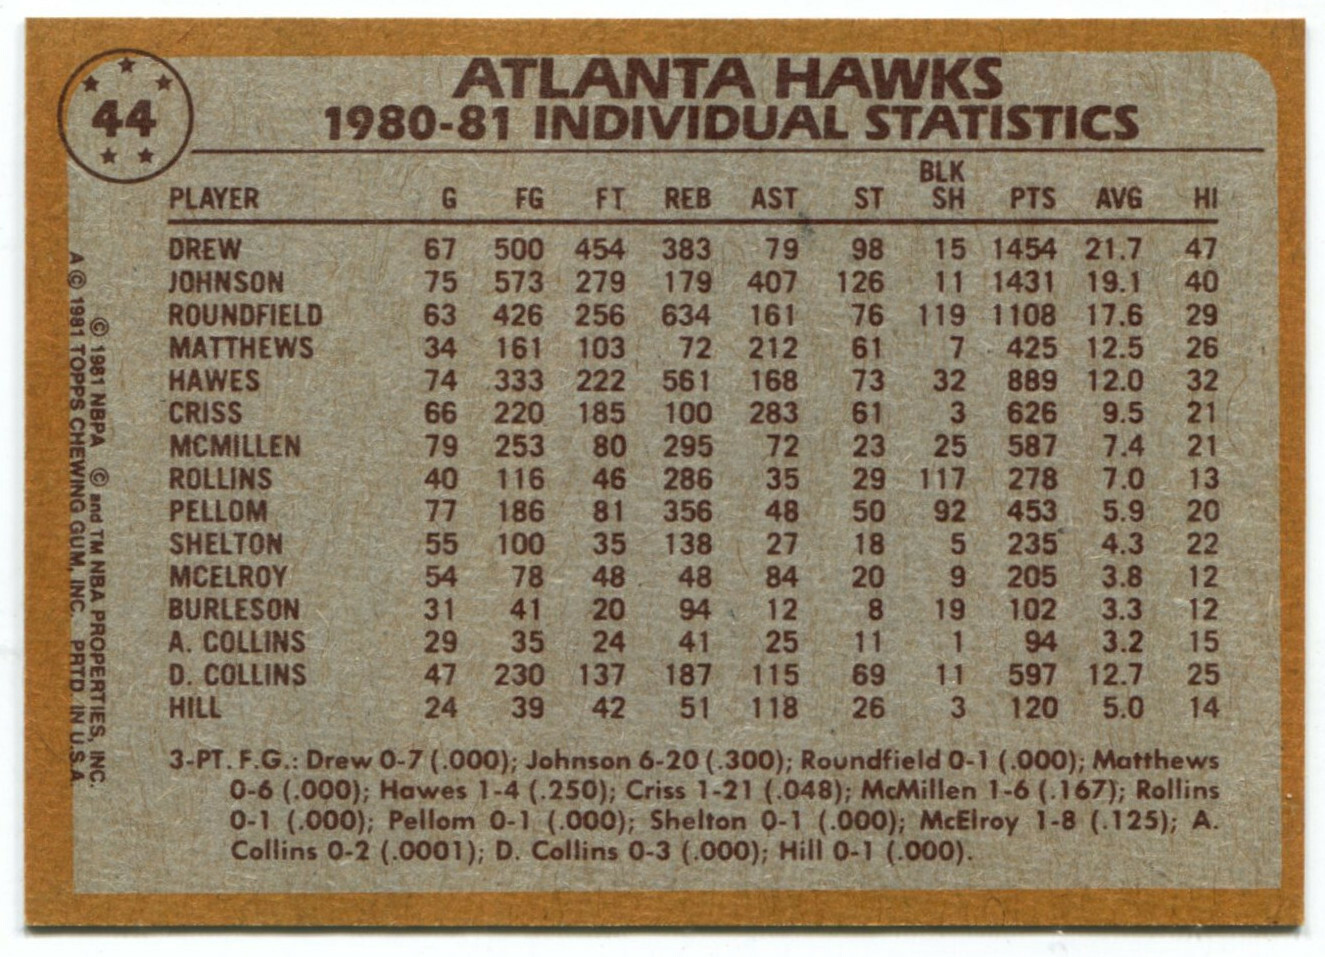 44
ATLANTA HAWKS
1980-81 INDIVIDUAL STATISTICS
PLAYER G FG FT REB AST ST BLK SH PTS AVG HI
DREW 67 500 454 383 79 98 15 1454 21.7 47
JOHNSON 75 573 279 179 407 126 11 1431 19.1 40
ROUNDFIELD 63 426 256 634 161 76 119 1108 17.6 29
MATTHEWS 34 161 103 72 212 61 7 425 12.5 26
HAWES 74 333 222 561 168 73 32 889 12.0 32
CRISS 66 220 185 100 283 61 3 626 9.5 21
MCMILLEN 79 253 80 295 72 23 25 587 7.4 21
ROLLINS 40 116 46 286 35 29 117 278 7.0 13
PELLOM 77 186 81 356 48 50 92 453 5.9 20
SHELTON 55 100 35 138 27 18 5 235 4.3 22
MCELROY 54 78 48 48 84 20 9 205 3.8 12
BURLESON 31 41 20 94 12 8 19 102 3.3 12
A. COLLINS 29 35 24 41 25 11 1 94 3.2 15
D. COLLINS 47 230 137 187 115 69 11 597 12.7 25
HILL 24 39 42 51 118 26 3 120 5.0 14
3-PT. F.G.: Drew 0-7 (.000); Johnson 6-20 (.300); Roundfield 0-1 (.000); Matthews
0-6 (.000); Hawes 1-4 (.250); Criss 1-21 (.048); McMillen 1-6 (.167); Rollins
0-1 (.000); Pellom 0-1 (.000); Shelton 0-1 (.000); McElroy 1-8 (.125); A.
Collins 0-2 (.0001); D. Collins 0-3 (.000); Hill 0-1 (.000).
© 1981 NBPA © and TM NBA PROPERTIES, INC.
A © 1981 TOPPS CHEWING GUM, INC. PRTD IN U.S.A.